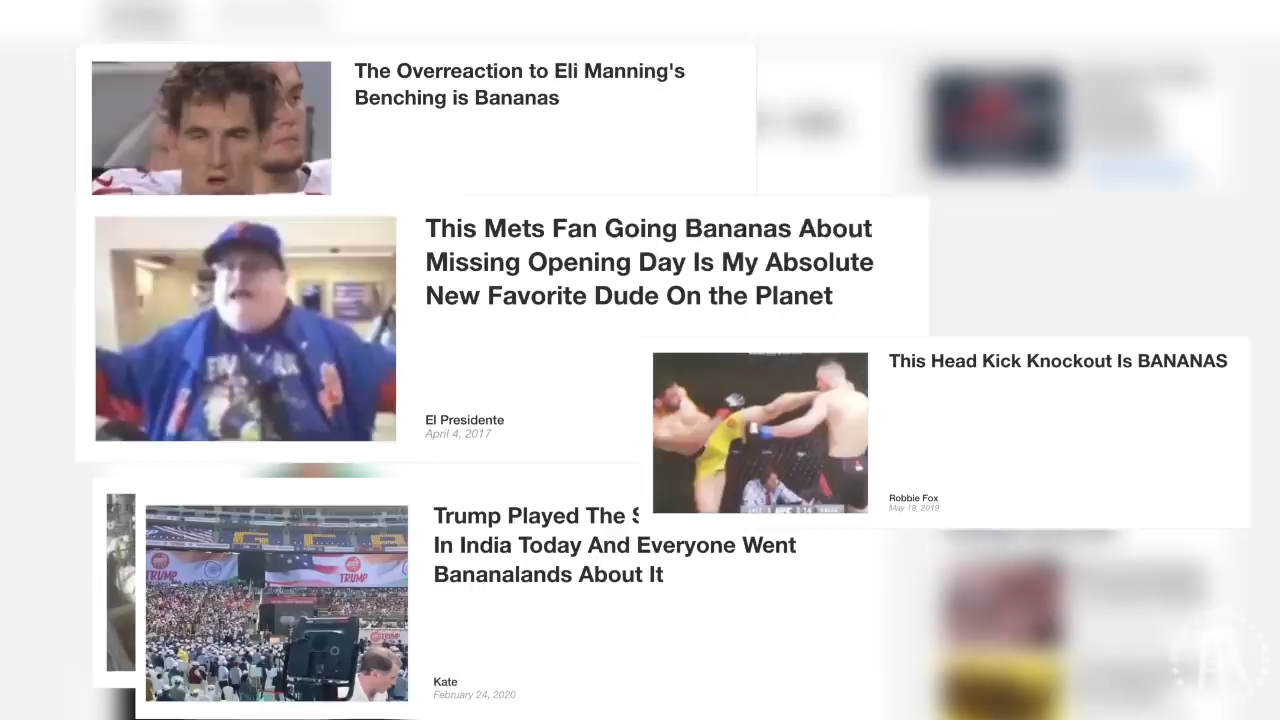 The Overreaction to Eli Manning's
Benching is Bananas
This Mets Fan Going Bananas About
Missing Opening Day Is My Absolute
New Favorite Dude On the Planet
El Presidente
April 4, 2017
This Head Kick Knockout Is BANANAS
Robbie Fox
May 18, 2019
Trump Played The
In India Today And Everyone Went
Bananalands About It
TRUMP
TRUMP
TRUMP
Kate
February 24, 2020